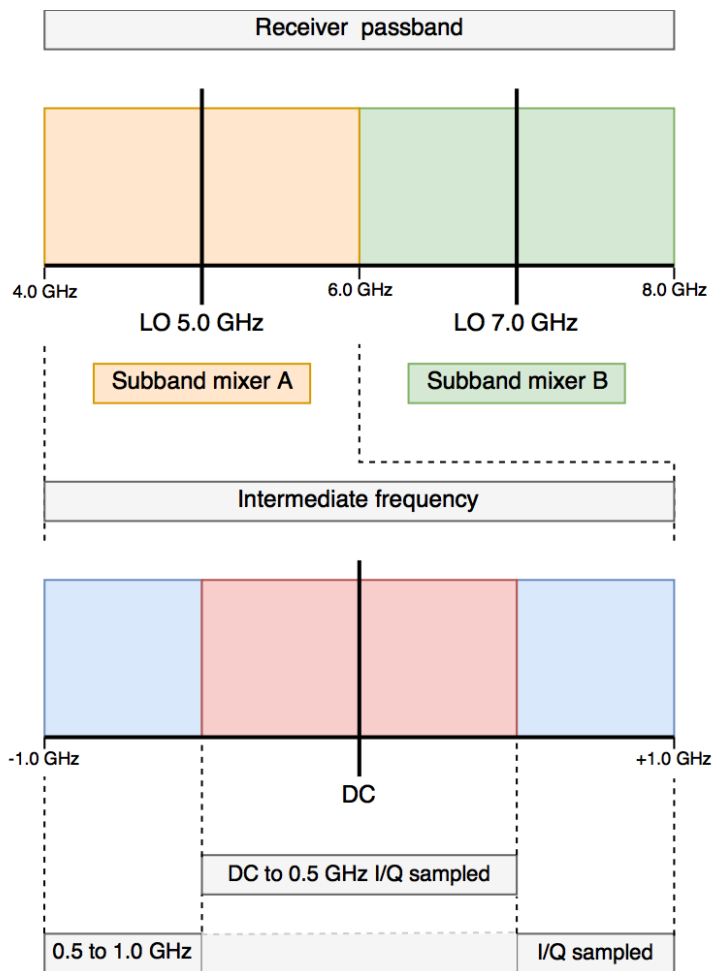 Receiver passband
4.0 GHz
6.0 GHz
8.0 GHz
LO 5.0 GHz
LO 7.0 GHz
Subband mixer A
Subband mixer B
Intermediate frequency
-1.0 GHz
+1.0 GHz
DC
DC to 0.5 GHz I/Q sampled
0.5 to 1.0 GHz
I/Q sampled